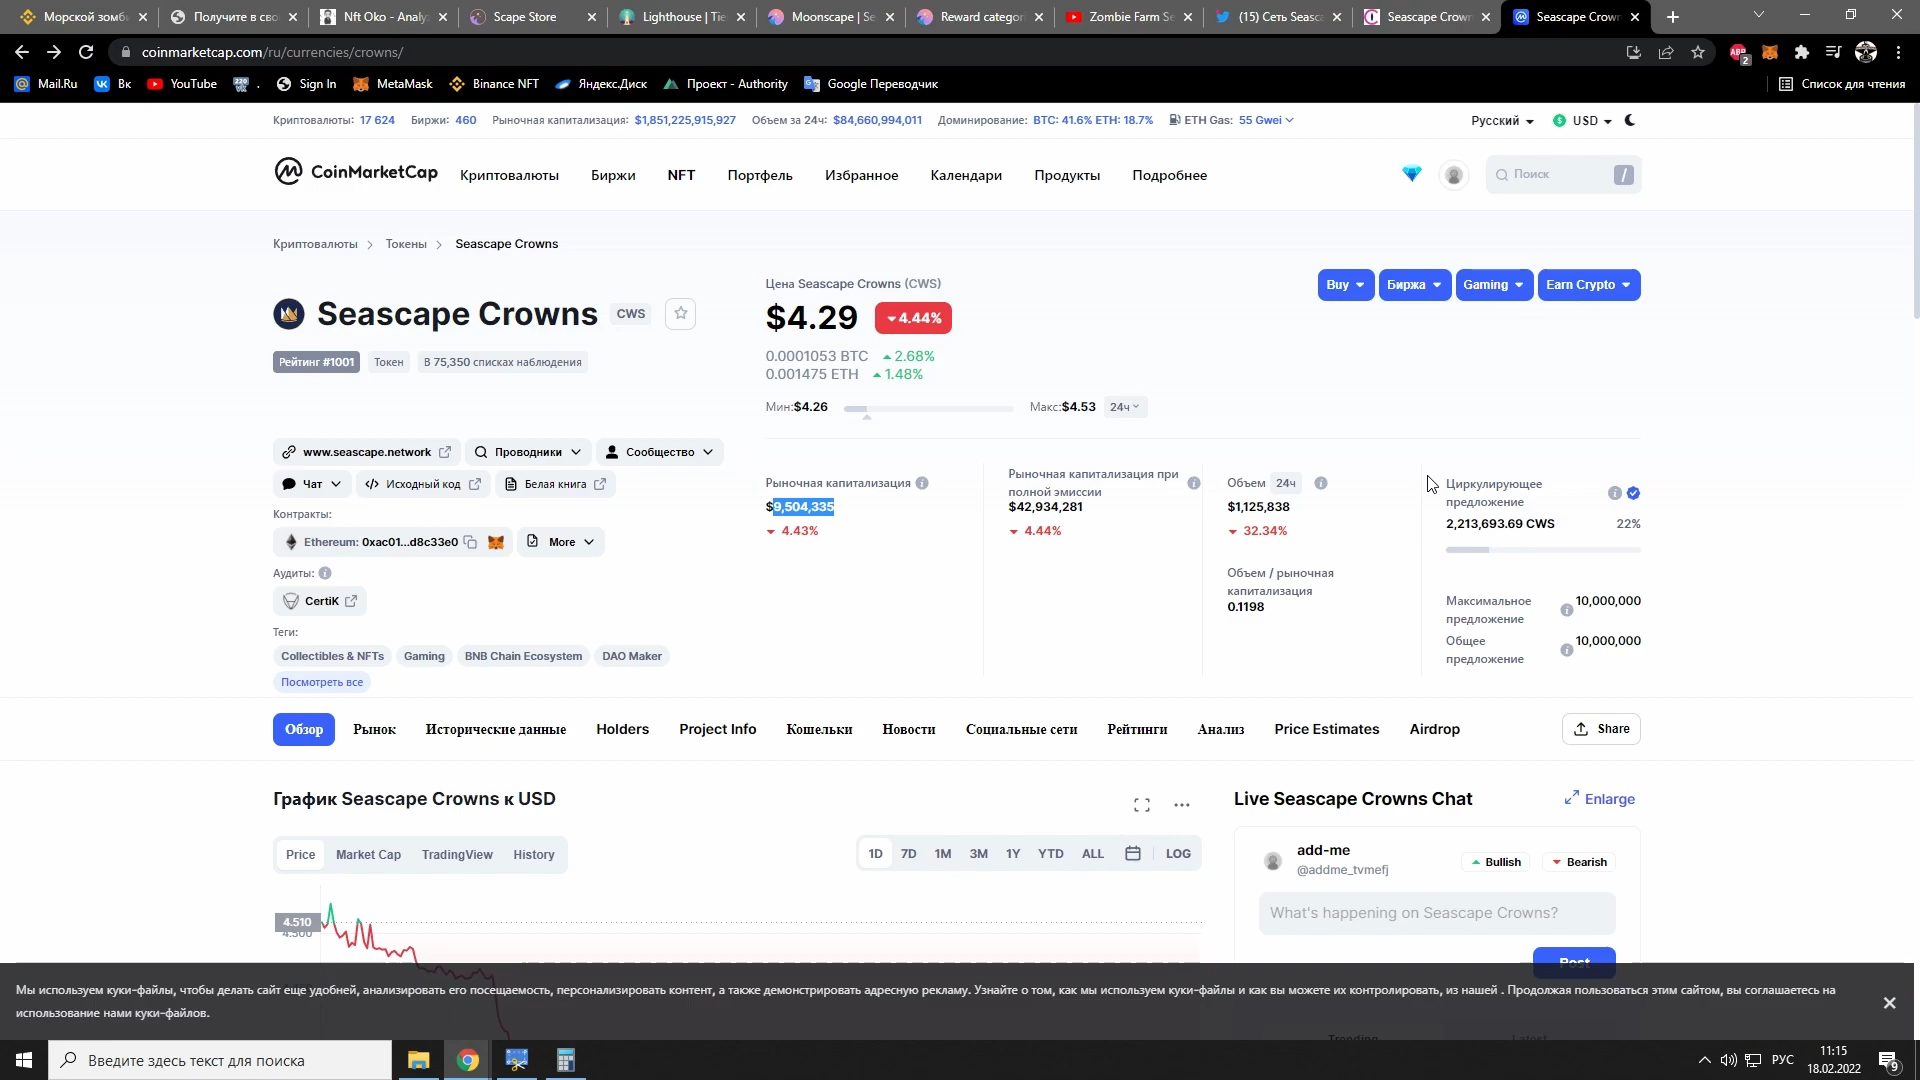 Морской зомб
Получите в сво
Nft Oko - Analy
Scape Store
Lighthouse | Tie
Moonscape | Se
Reward categor
Zombie Farm Se
(15) Сеть Seasca
Seascape Crown
Seascape Crown
coinmarketcap.com/ru/currencies/crowns/
ABP 2
Mail.Ru
Вк
YouTube
.
Sign In
MetaMask
Binance NFT
Яндекс.Диск
Проект - Authority
Google Переводчик
Список для чтения
Криптовалюты: 17 624 Биржи: 460 Рыночная капитализация: $1,851,225,915,927 Объем за 24ч: $84,660,994,011 Доминирование: BTC: 41.6% ETH: 18.7% ETH Gas: 55 Gwei
Русский USD
CoinMarketCap Криптовалюты Биржи NFT Портфель Избранное Календари Продукты Подробнее
Поиск /
Криптовалюты > Токены > Seascape Crowns
Seascape Crowns CWS
Рейтинг #1001 Токен В 75,350 списках наблюдения
Цена Seascape Crowns (CWS)
$4.29 4.44%
0.0001053 BTC 2.68%
0.001475 ETH 1.48%
Мин:$4.26 Макс:$4.53 24ч
Buy Биржа Gaming Earn Crypto
www.seascape.network Проводники Сообщество
Чат Исходный код Белая книга
Контракты:
Ethereum: 0xac01...d8c33e0 More
Аудиты:
CertiK
Теги:
Collectibles & NFTs Gaming BNB Chain Ecosystem DAO Maker
Посмотреть все
Рыночная капитализация
$9,504,335
4.43%
Рыночная капитализация при
полной эмиссии
$42,934,281
4.44%
Объем 24ч
$1,125,838
32.34%
Объем / рыночная
капитализация
0.1198
Циркулирующее
предложение
2,213,693.69 CWS 22%
Максимальное
предложение
10,000,000
Общее
предложение
10,000,000
Обзор Рынок Исторические данные Holders Project Info Кошельки Новости Социальные сети Рейтинги Анализ Price Estimates Airdrop Share
График Seascape Crowns к USD
Price Market Cap TradingView History
1D 7D 1M 3M 1Y YTD ALL LOG
4.510
4.500
Live Seascape Crowns Chat Enlarge
add-me
@addme_tvmefj
Bullish Bearish
What's happening on Seascape Crowns?
Post
Мы используем куки-файлы, чтобы делать сайт еще удобней, анализировать его посещаемость, персонализировать контент, а также демонстрировать адресную рекламу. Узнайте о том, как мы используем куки-файлы и как вы можете их контролировать, из нашей . Продолжая пользоваться этим сайтом, вы соглашаетесь на
использование нами куки-файлов.
Trending Latest
Введите здесь текст для поиска
РУС
11:15
18.02.2022
9